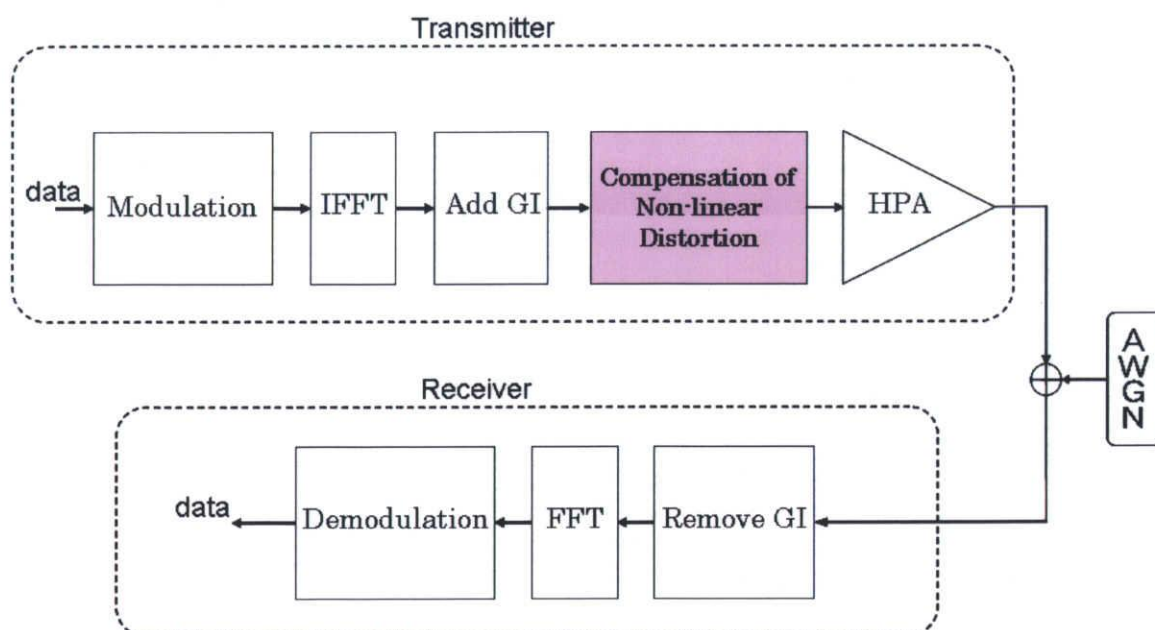 Transmitter
data
Modulation
IFFT
Add GI
Compensation of
Non-linear
Distortion
HPA
A
W
G
N
Receiver
data
Demodulation
FFT
Remove GI